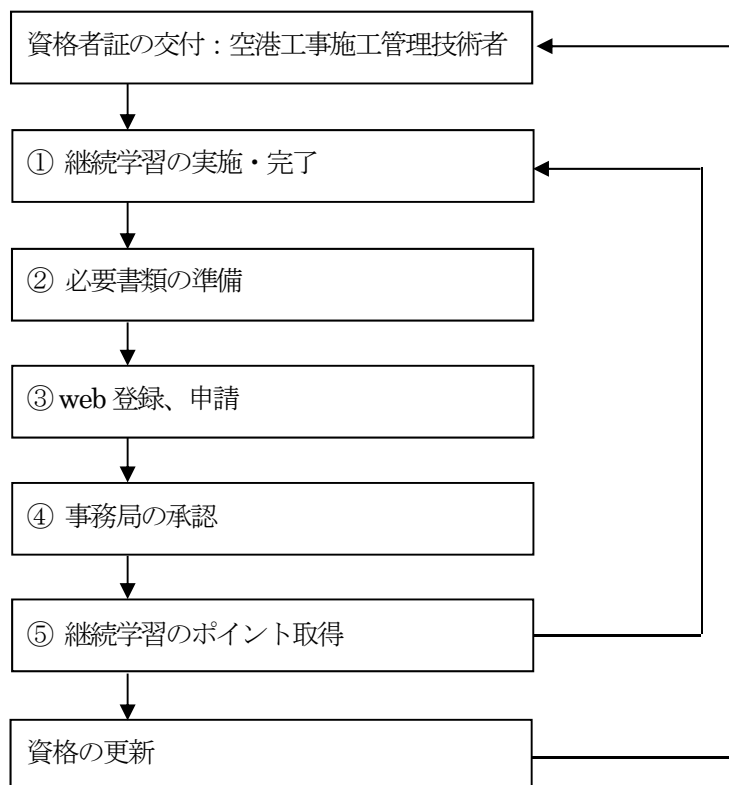 資格者証の交付：空港工事施工管理技術者
① 継続学習の実施・完了
② 必要書類の準備
③ web 登録、申請
④ 事務局の承認
⑤ 継続学習のポイント取得
資格の更新